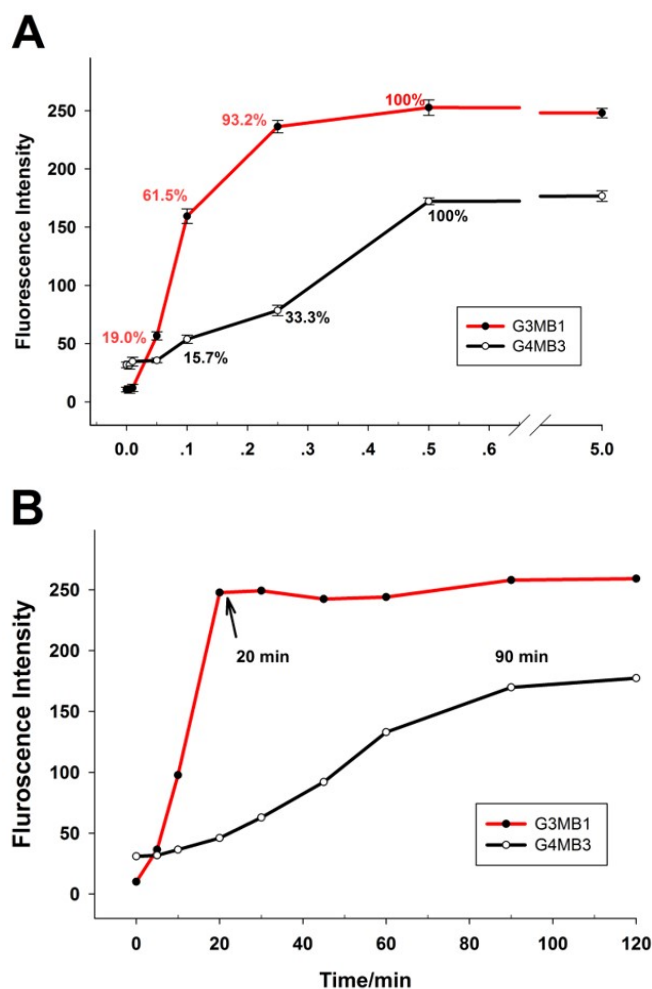 A
250
200
150
100
50
0
Fluorescence Intensity
19.0%
61.5%
93.2%
100%
15.7%
33.3%
100%
G3MB1
G4MB3
0.0 .1 .2 .3 .4 .5 .6 5.0
B
250
200
150
100
50
0
Fluroscence Intensity
20 min
90 min
G3MB1
G4MB3
0 20 40 60 80 100 120
Time/min